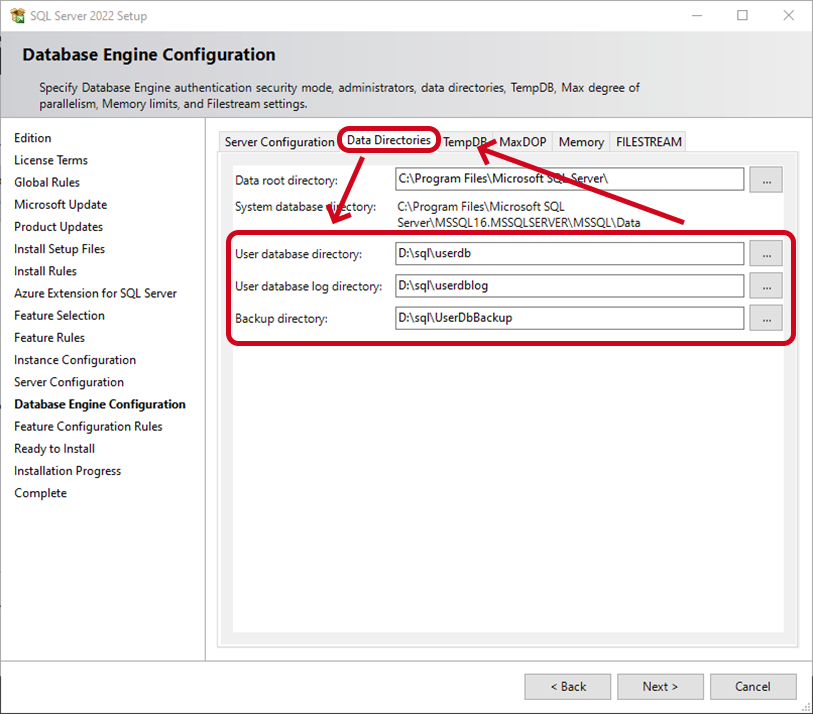 SQL Server 2022 Setup
Database Engine Configuration
Specify Database Engine authentication security mode, administrators, data directories, TempDB, Max degree of
parallelism, Memory limits, and Filestream settings.
Edition
License Terms
Global Rules
Microsoft Update
Product Updates
Install Setup Files
Install Rules
Azure Extension for SQL Server
Feature Selection
Feature Rules
Instance Configuration
Server Configuration
Database Engine Configuration
Feature Configuration Rules
Ready to Install
Installation Progress
Complete
Server Configuration Data Directories TempDB MaxDOP Memory FILESTREAM
Data root directory: C:\Program Files\Microsoft SQL Server\ ...
System database directory: C:\Program Files\Microsoft SQL
Server\MSSQL16.MSSQLSERVER\MSSQL\Data
User database directory: D:\sql\userdb ...
User database log directory: D:\sql\userdblog ...
Backup directory: D:\sql\UserDbBackup ...
< Back Next > Cancel